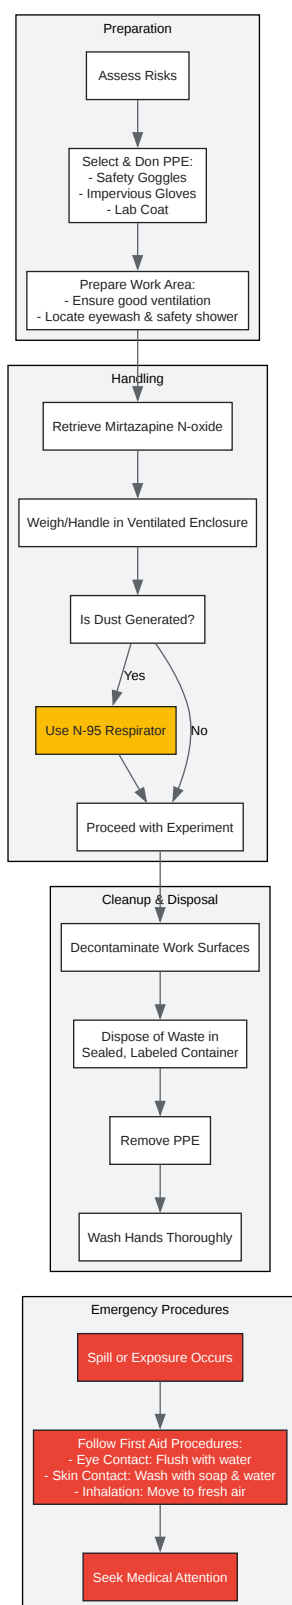 Preparation
Assess Risks
Select & Don PPE:
- Safety Goggles
- Impervious Gloves
- Lab Coat
Prepare Work Area:
- Ensure good ventilation
- Locate eyewash & safety shower
Handling
Retrieve Mirtazapine N-oxide
Weigh/Handle in Ventilated Enclosure
Is Dust Generated?
Yes
Use N-95 Respirator
No
Proceed with Experiment
Cleanup & Disposal
Decontaminate Work Surfaces
Dispose of Waste in
Sealed, Labeled Container
Remove PPE
Wash Hands Thoroughly
Emergency Procedures
Spill or Exposure Occurs
Follow First Aid Procedures:
- Eye Contact: Flush with water
- Skin Contact: Wash with soap & water
- Inhalation: Move to fresh air
Seek Medical Attention